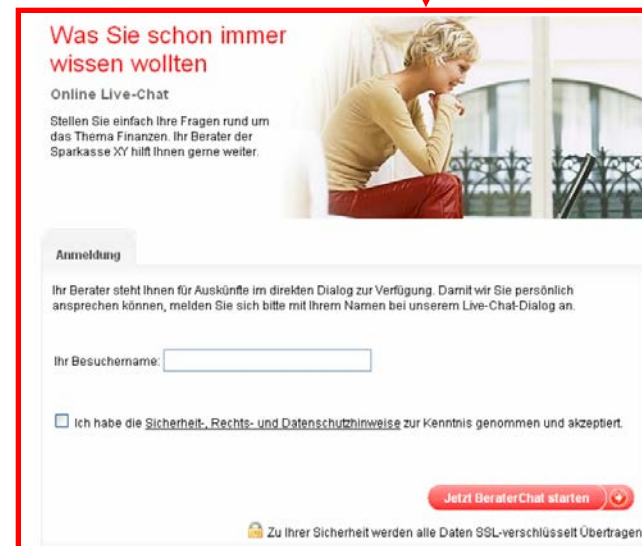 Was Sie schon immer
wissen wollten
Online Live-Chat
Stellen Sie einfach Ihre Fragen rund um
das Thema Finanzen. Ihr Berater der
Sparkasse XY hilft Ihnen gerne weiter.
Anmeldung
Ihr Berater steht Ihnen für Auskünfte im direkten Dialog zur Verfügung. Damit wir Sie persönlich
ansprechen können, melden Sie sich bitte mit Ihrem Namen bei unserem Live-Chat-Dialog an.
Ihr Besuchername:
Ich habe die Sicherheit-, Rechts- und Datenschutzhinweise zur Kenntnis genommen und akzeptiert.
Jetzt BeraterChat starten
Zu Ihrer Sicherheit werden alle Daten SSL-verschlüsselt Übertragen